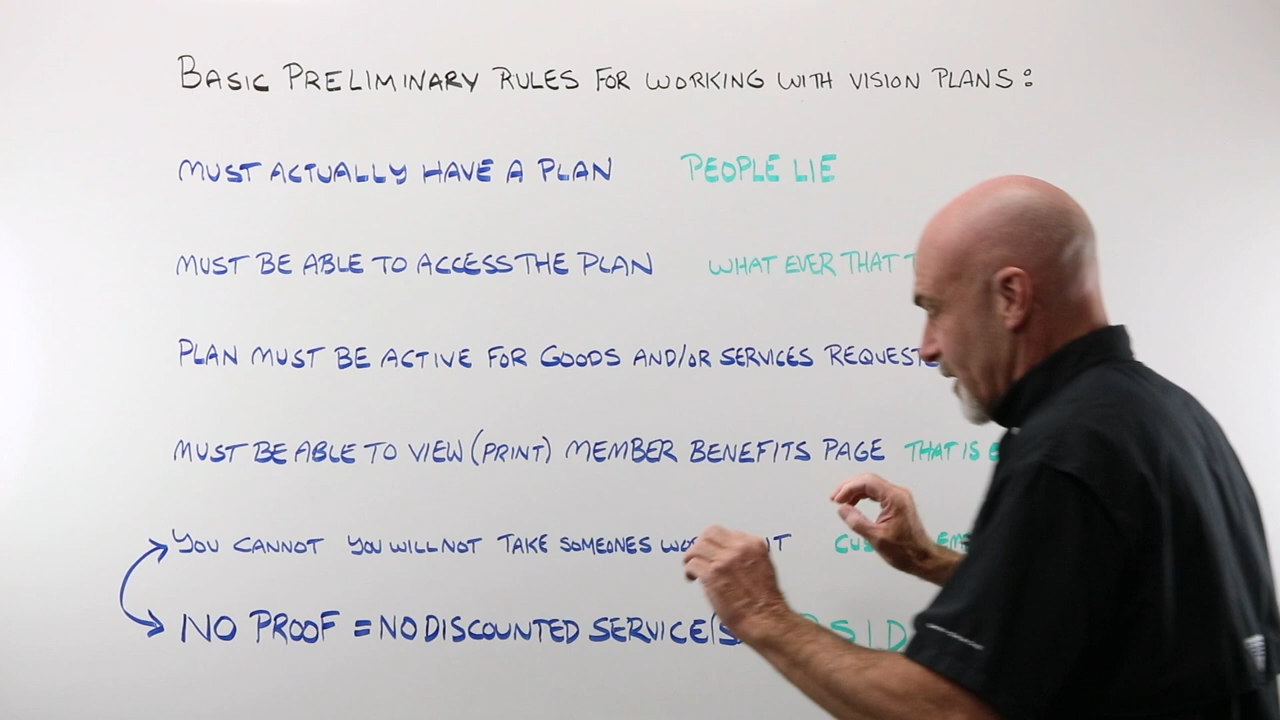 BASIC PRELIMINARY RULES FOR WORKING WITH VISION PLANS:
MUST ACTUALLY HAVE A PLAN PEOPLE LIE
MUST BE ABLE TO ACCESS THE PLAN WHAT EVER THAT
PLAN MUST BE ACTIVE FOR GOODS AND/OR SERVICES
MUST BE ABLE TO VIEW (PRINT) MEMBER BENEFITS PAGE THAT IS
YOU CANNOT YOU WILL NOT TAKE SOMEONES
NO PROOF = NO DISCOUNTED SERVICE(S